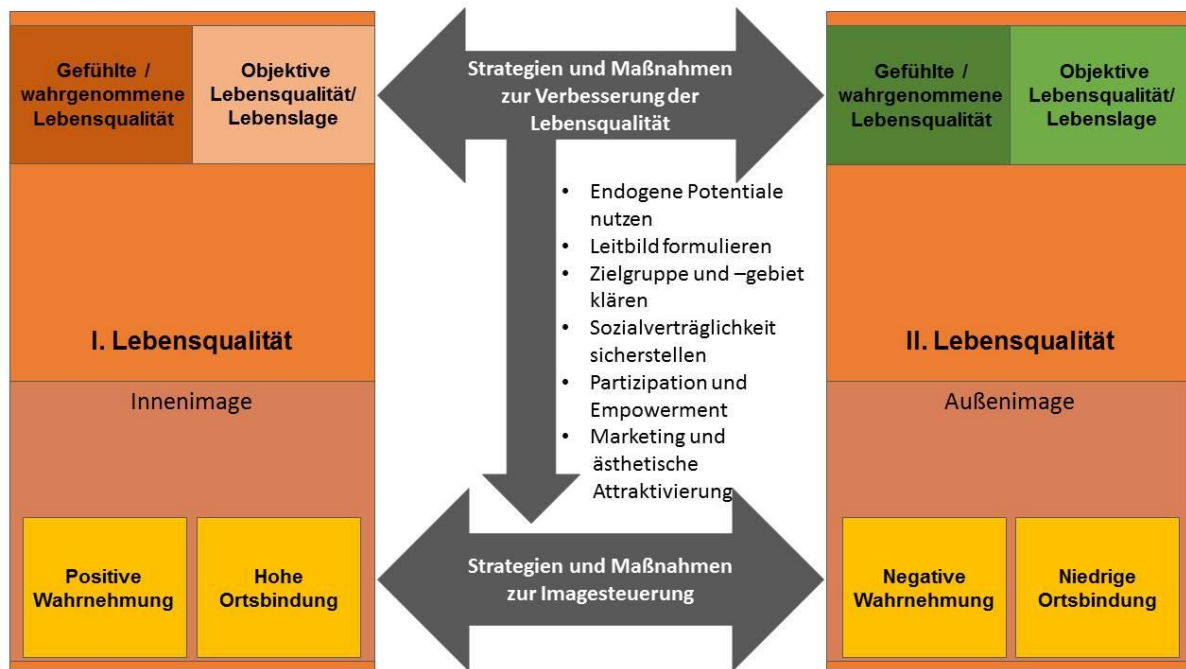 Gefühlte /
wahrgenommene
Lebensqualität
Objektive
Lebensqualität/
Lebenslage
I. Lebensqualität
Innenimage
Positive
Wahrnehmung
Hohe
Ortsbindung
Strategien und Maßnahmen
zur Verbesserung der
Lebensqualität
• Endogene Potentiale
nutzen
• Leitbild formulieren
• Zielgruppe und –gebiet
klären
• Sozialverträglichkeit
sicherstellen
• Partizipation und
Empowerment
• Marketing und
ästhetische
Attraktivierung
Strategien und Maßnahmen
zur Imagesteuerung
Gefühlte /
wahrgenommene
Lebensqualität
Objektive
Lebensqualität/
Lebenslage
II. Lebensqualität
Außenimage
Negative
Wahrnehmung
Niedrige
Ortsbindung